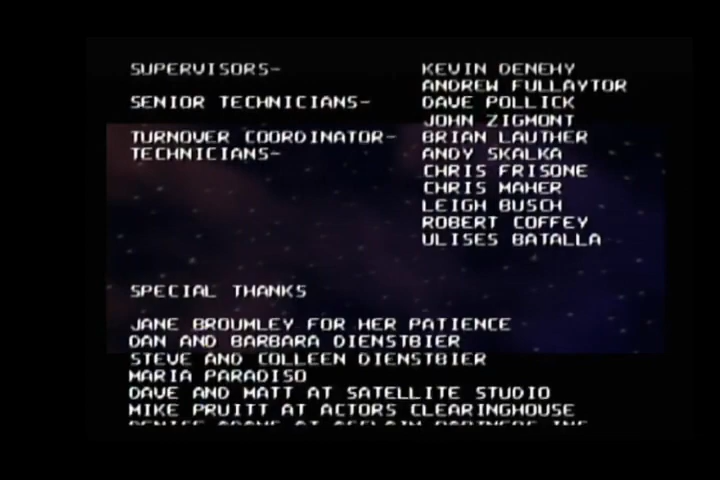 SUPERVISORS- KEVIN DENEHY
ANDREW FULLAYTOR
SENIOR TECHNICIANS- DAVE POLLICK
JOHN ZIGMONT
TURNOVER COORDINATOR- BRIAN LAUTHER
TECHNICIANS- ANDY SKALKA
CHRIS FRISONE
CHRIS MAHER
LEIGH BUSCH
ROBERT COFFEY
ULISES BATALLA
SPECIAL THANKS
JANE BROUMLEY FOR HER PATIENCE
DAN AND BARBARA DIENSTBIER
STEVE AND COLLEEN DIENSTBIER
MARIA PARADISO
DAVE AND MATT AT SATELLITE STUDIO
MIKE PRUITT AT ACTORS CLEARINGHOUSE